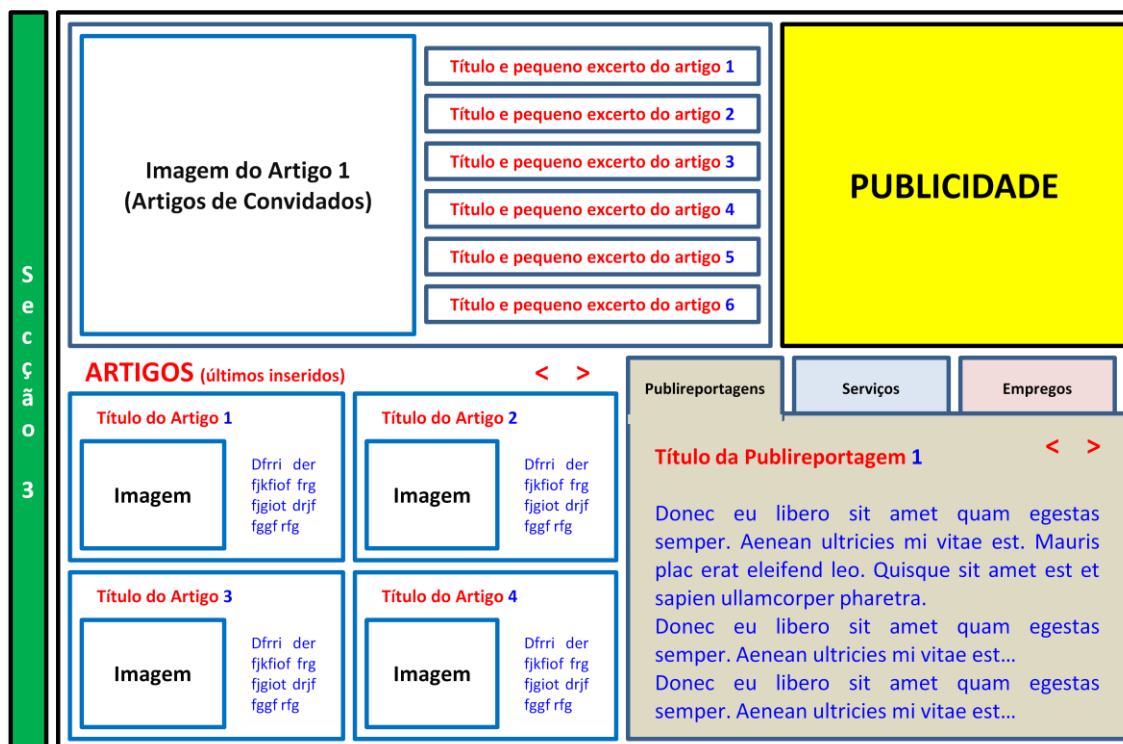 Secção 3
Imagem do Artigo 1
(Artigos de Convidados)
Título e pequeno excerto do artigo 1
Título e pequeno excerto do artigo 2
Título e pequeno excerto do artigo 3
Título e pequeno excerto do artigo 4
Título e pequeno excerto do artigo 5
Título e pequeno excerto do artigo 6
PUBLICIDADE
ARTIGOS (últimos inseridos)
< >
Título do Artigo 1
Imagem
Dfrri der
fjkfiof frg
fjgiot drjf
fggf rfg
Título do Artigo 2
Imagem
Dfrri der
fjkfiof frg
fjgiot drjf
fggf rfg
Título do Artigo 3
Imagem
Dfrri der
fjkfiof frg
fjgiot drjf
fggf rfg
Título do Artigo 4
Imagem
Dfrri der
fjkfiof frg
fjgiot drjf
fggf rfg
Publireportagens
Serviços
Empregos
< >
Título da Publireportagem 1
Donec eu libero sit amet quam egestas
semper. Aenean ultricies mi vitae est. Mauris
plac erat eleifend leo. Quisque sit amet est et
sapien ullamcorper pharetra.
Donec eu libero sit amet quam egestas
semper. Aenean ultricies mi vitae est…
Donec eu libero sit amet quam egestas
semper. Aenean ultricies mi vitae est…